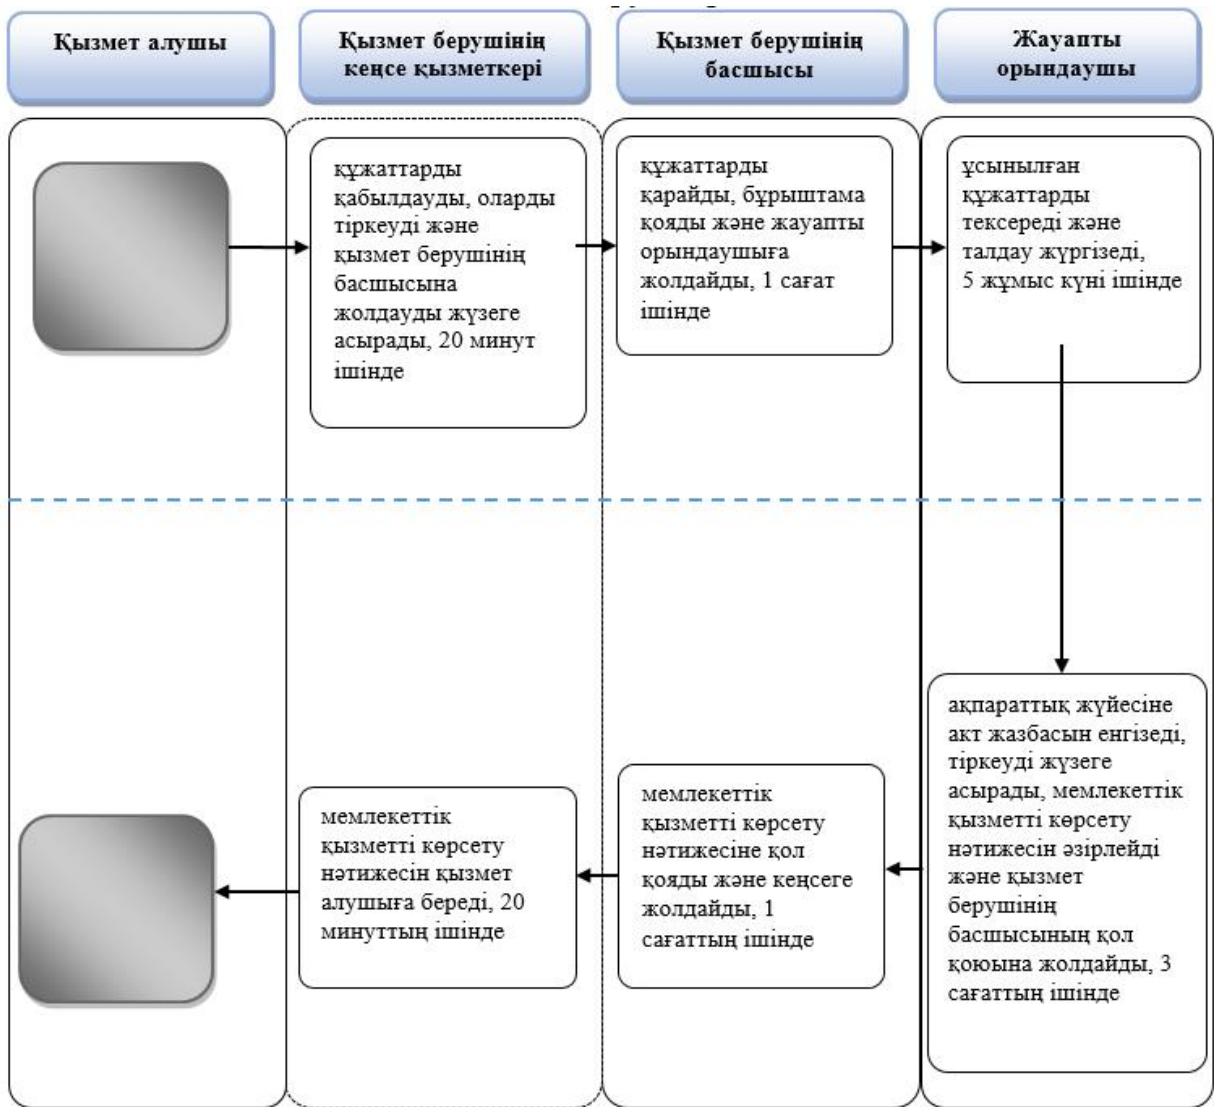 Қызмет алушы
Қызмет берушінің
кеңсе қызметкері
Қызмет берушінің
басшысы
Жауапты
орындаушы
құжаттарды
қабылдауды, оларды
тіркеуді және
қызмет берушінің
басшысына
жолдауды жүзеге
асырады, 20 минут
ішінде
құжаттарды
қарайды, бұрыштама
қояды және жауапты
орындаушыға
жолдайды, 1 сағат
ішінде
ұсынылған
құжаттарды
тексереді және
талдау жүргізеді,
5 жұмыс күні ішінде
мемлекеттік
қызметті көрсету
нәтижесін қызмет
алушыға береді, 20
минуттың ішінде
мемлекеттік
қызметті көрсету
нәтижесіне қол
қояды және кеңсеге
жолдайды, 1
сағаттың ішінде
ақпараттық жүйесіне
акт жазбасын енгізеді,
тіркеуді жүзеге
асырады, мемлекеттік
қызметті көрсету
нәтижесін әзірлейді
және қызмет
берушінің
басшысының қол
қоюына жолдайды, 3
сағаттың ішінде